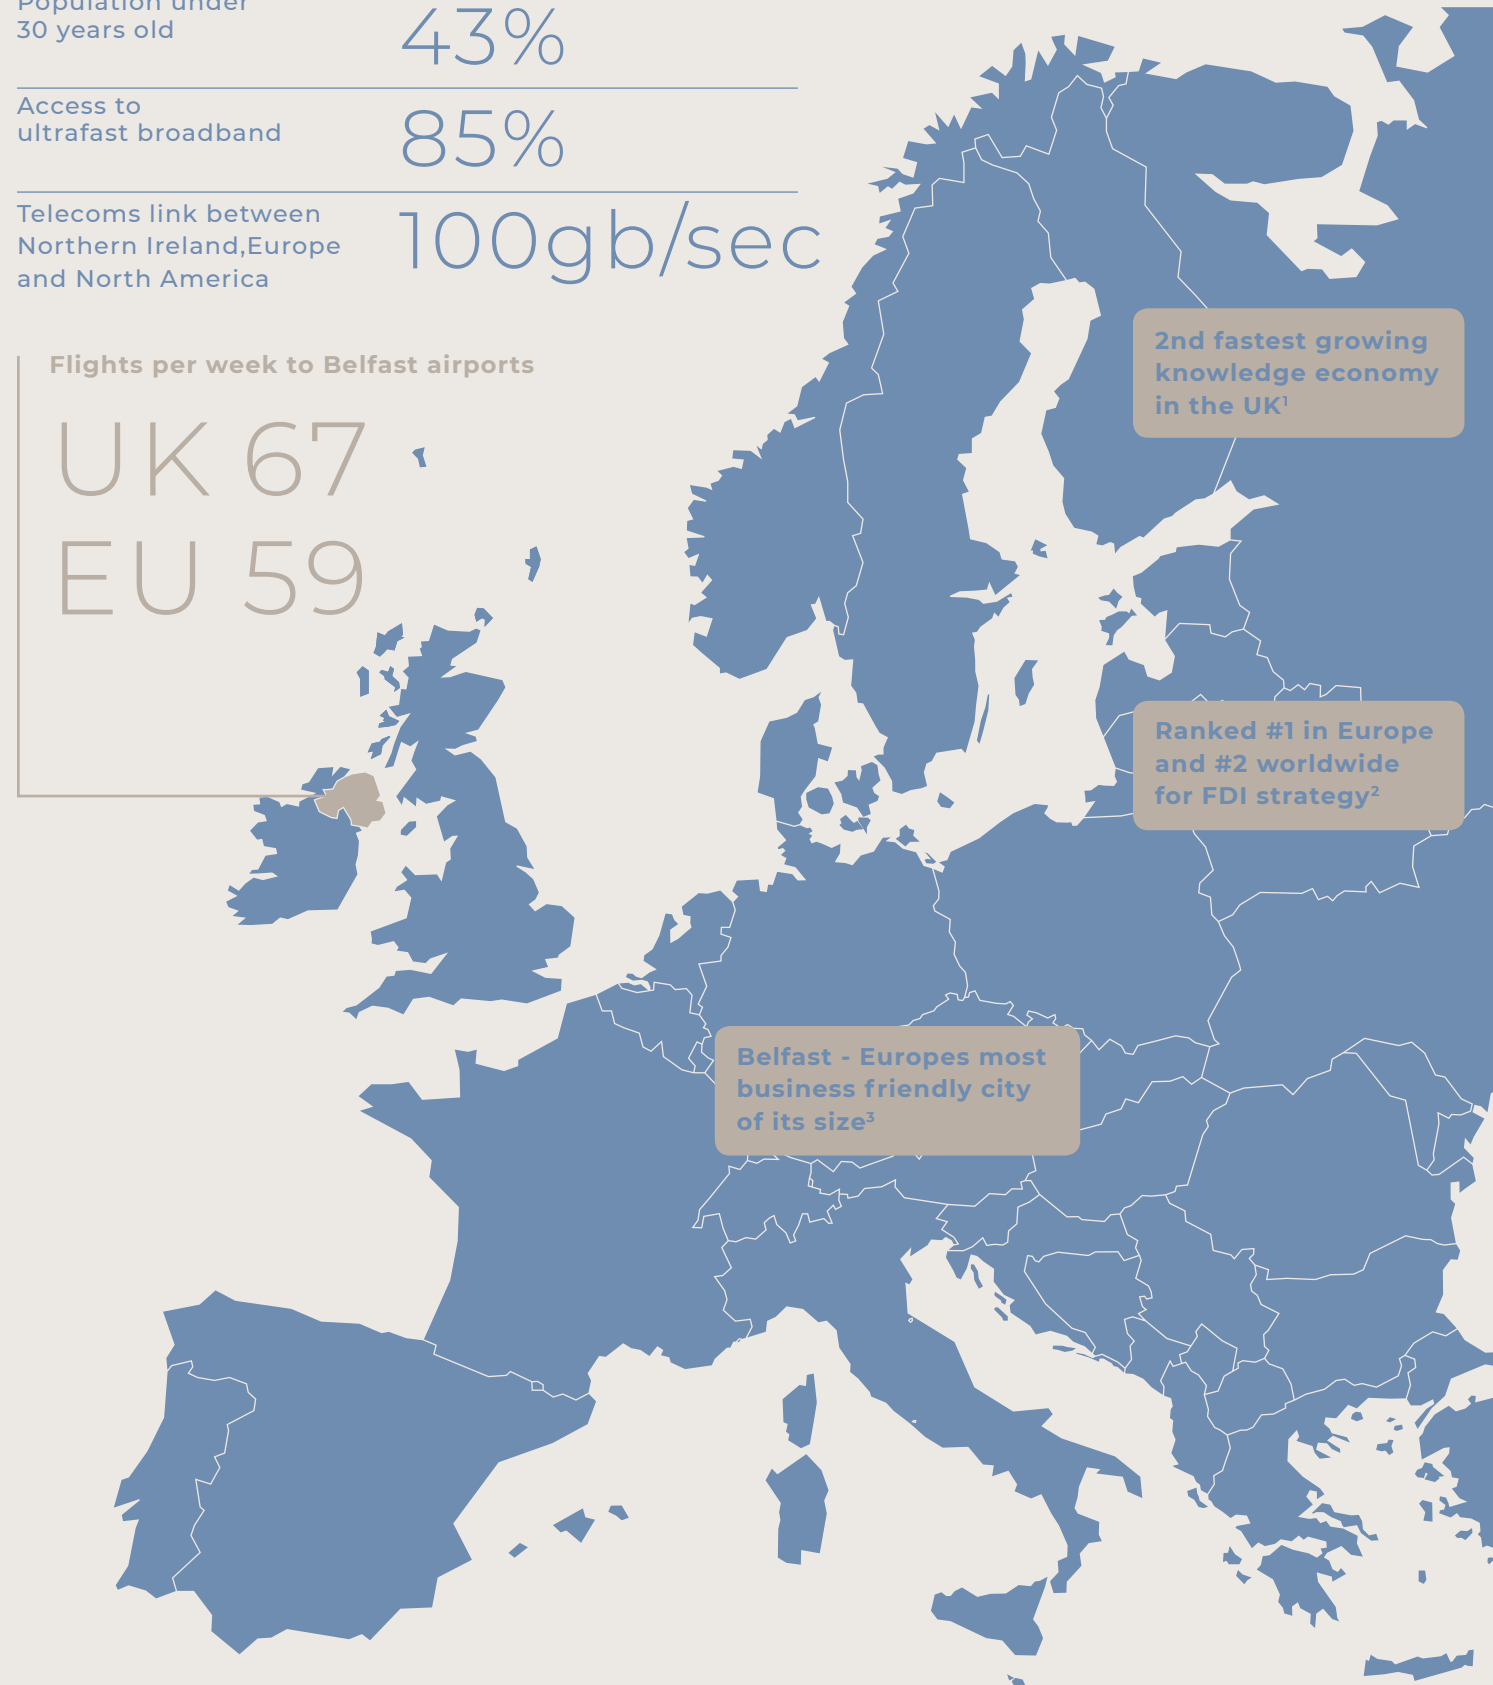 Population under
30 years old
43%
Access to
ultrafast broadband
85%
Telecoms link between
Northern Ireland,Europe
and North America
100gb/sec
Flights per week to Belfast airports
UK 67
EU 59
2nd fastest growing
knowledge economy
in the UK¹
Ranked #1 in Europe
and #2 worldwide
for FDI strategy²
Belfast - Europes most
business friendly city
of its size³